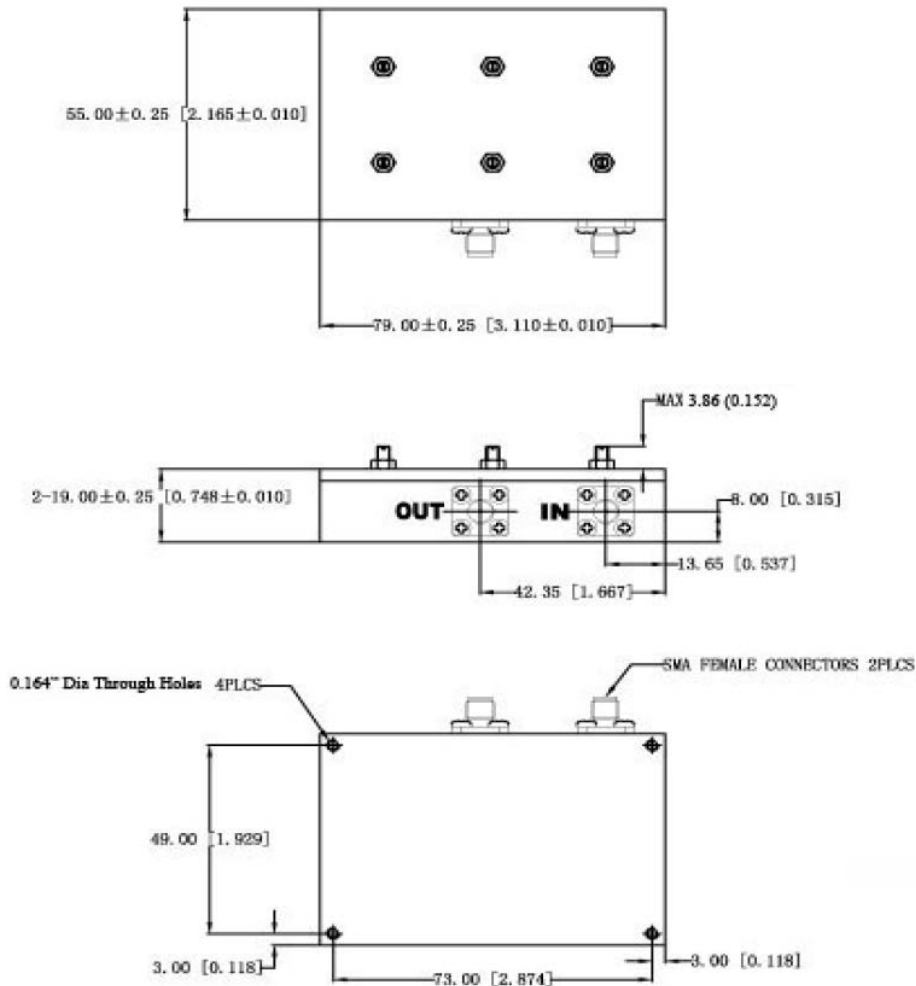 55.00±0.25 [2.165±0.010]
79.00±0.25 [3.110±0.010]
MAX 3.86 (0.152)
2-19.00±0.25 [0.748±0.010]
OUT
IN
8.00 [0.315]
13.65 [0.537]
42.35 [1.667]
SMA FEMALE CONNECTORS 2PLCS
0.164" Dia Through Holes 4PLCS
49.00 [1.929]
3.00 [0.118]
73.00 [2.874]
3.00 [0.118]